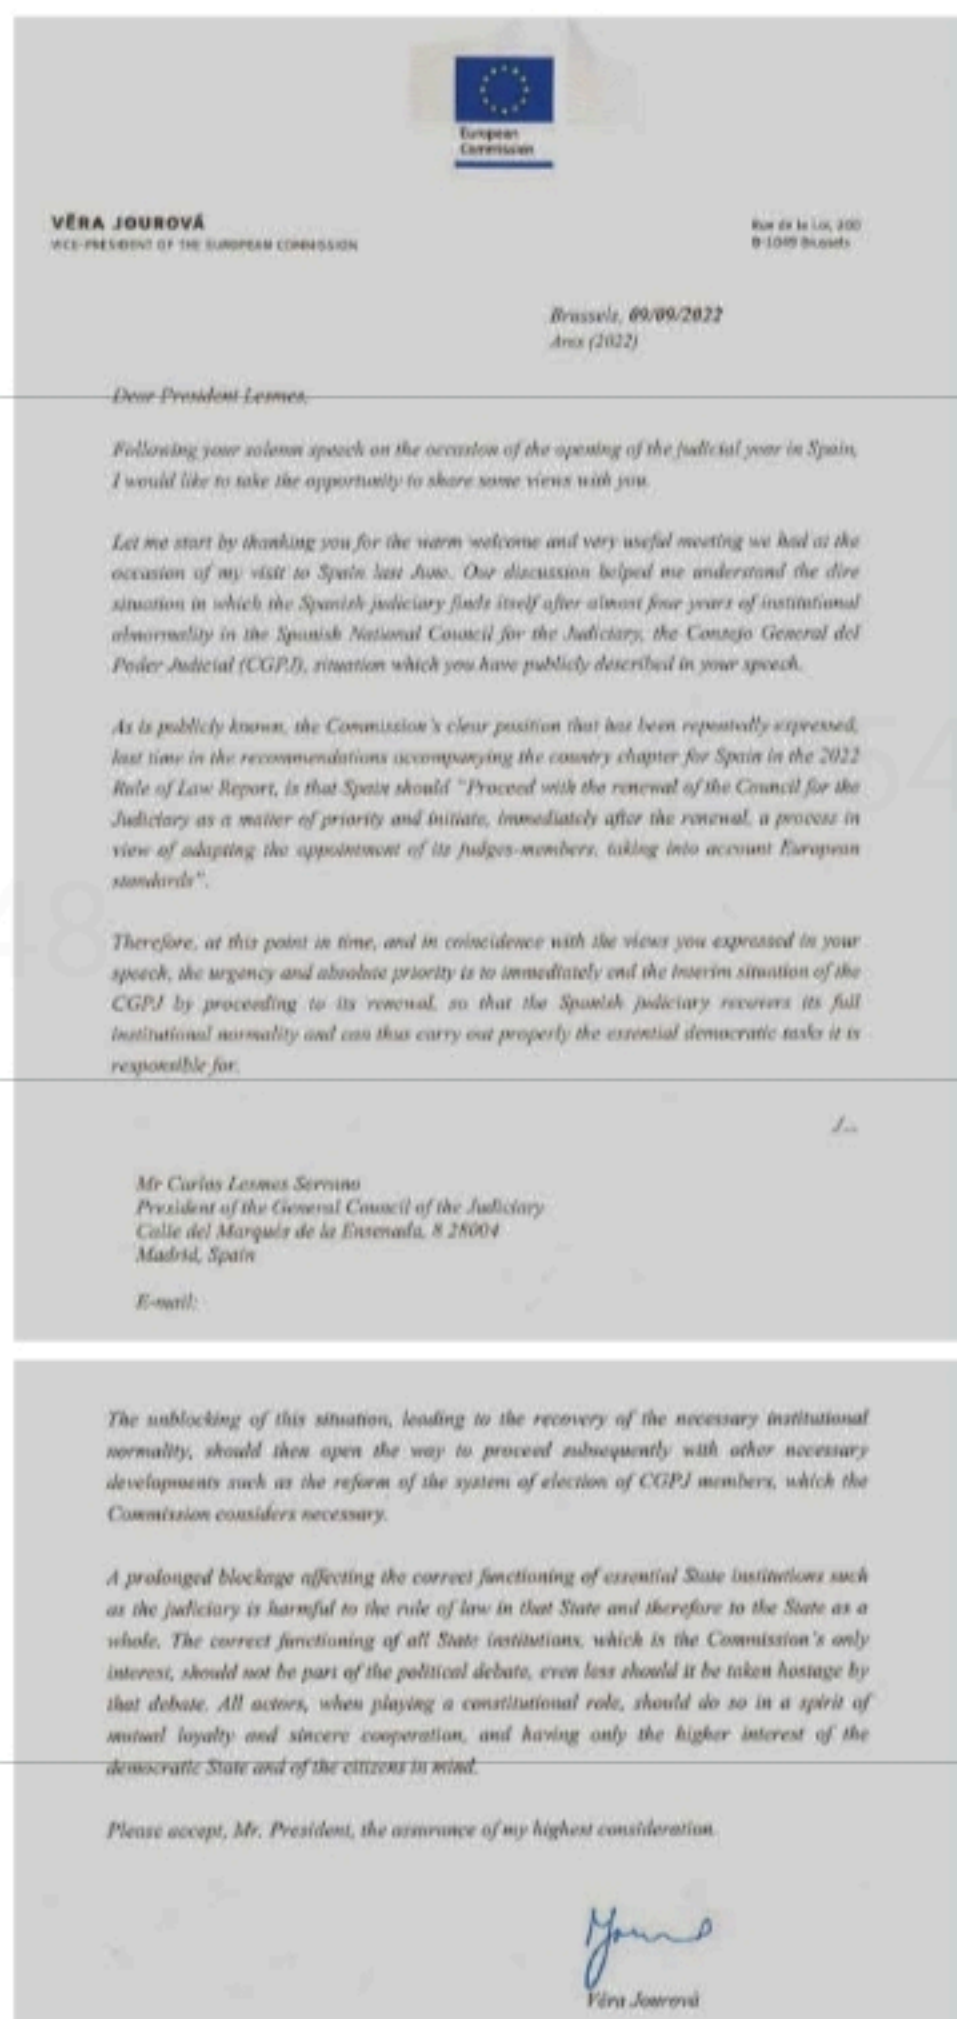 European
Commission
VĚRA JOUROVÁ
VICE-PRESIDENT OF THE EUROPEAN COMMISSION
Rue de la Loi, 200
B-1049 Brussels
Brussels, 09/09/2022
Ares (2022)
Dear President Lesmes,
Following your solemn speech on the occasion of the opening of the judicial year in Spain,
I would like to take the opportunity to share some views with you.
Let me start by thanking you for the warm welcome and very useful meeting we had at the
occasion of my visit to Spain last June. Our discussion helped me understand the dire
situation in which the Spanish judiciary finds itself after almost four years of institutional
abnormality in the Spanish National Council for the Judiciary, the Consejo General del
Poder Judicial (CGPJ), situation which you have publicly described in your speech.
As is publicly known, the Commission's clear position that has been repeatedly expressed,
last time in the recommendations accompanying the country chapter for Spain in the 2022
Rule of Law Report, is that Spain should "Proceed with the renewal of the Council for the
Judiciary as a matter of priority and initiate, immediately after the renewal, a process in
view of adapting the appointment of its judges-members, taking into account European
standards".
Therefore, at this point in time, and in coincidence with the views you expressed in your
speech, the urgency and absolute priority is to immediately end the interim situation of the
CGPJ by proceeding to its renewal, so that the Spanish judiciary recovers its full
institutional normality and can thus carry out properly the essential democratic tasks it is
responsible for.
/...
Mr Carlos Lesmes Serrano
President of the General Council of the Judiciary
Calle del Marqués de la Ensenada, 8 28004
Madrid, Spain
E-mail:
The unblocking of this situation, leading to the recovery of the necessary institutional
normality, should then open the way to proceed subsequently with other necessary
developments such as the reform of the system of election of CGPJ members, which the
Commission considers necessary.
A prolonged blockage affecting the correct functioning of essential State institutions such
as the judiciary is harmful to the rule of law in that State and therefore to the State as a
whole. The correct functioning of all State institutions, which is the Commission's only
interest, should not be part of the political debate, even less should it be taken hostage by
that debate. All actors, when playing a constitutional role, should do so in a spirit of
mutual loyalty and sincere cooperation, and having only the higher interest of the
democratic State and of the citizens in mind.
Please accept, Mr. President, the assurance of my highest consideration.
Věra Jourová